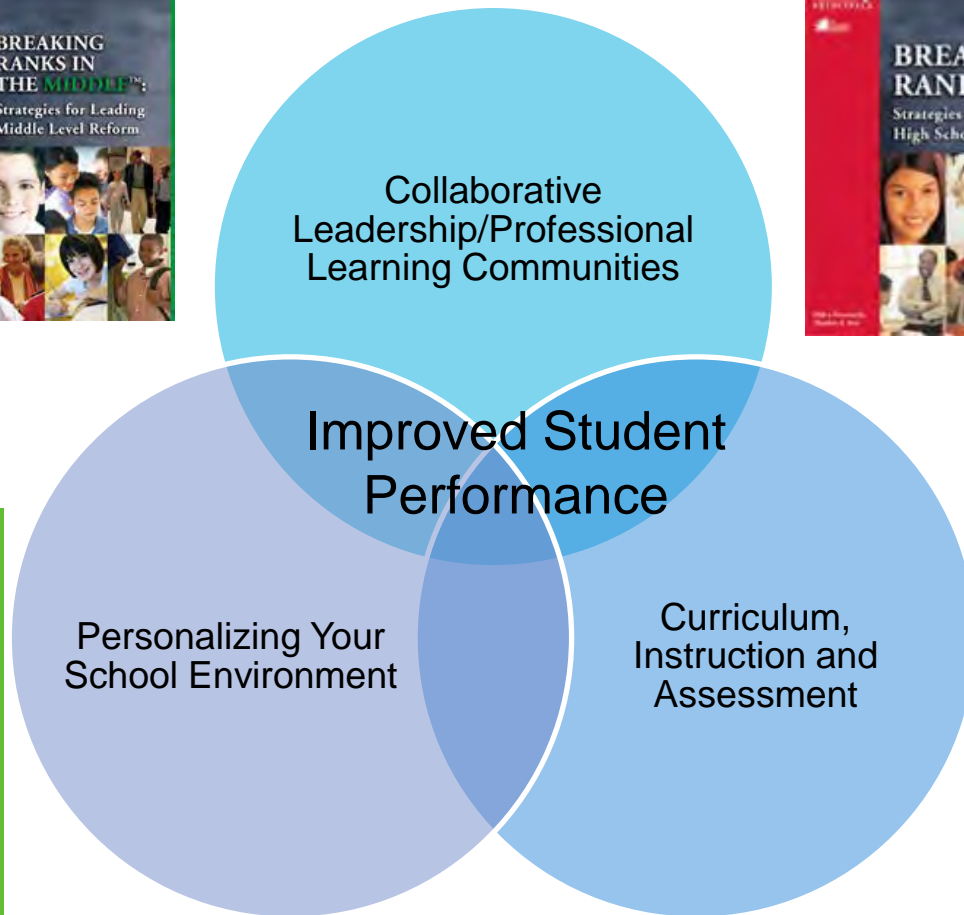 BREAKING
RANKS IN
THE MIDDLE™:
Strategies for Leading
Middle Level Reform
BREA
RAN
Strategies
High Scho
Collaborative
Leadership/Professional
Learning Communities
Improved Student
Performance
Personalizing Your
School Environment
Curriculum,
Instruction and
Assessment